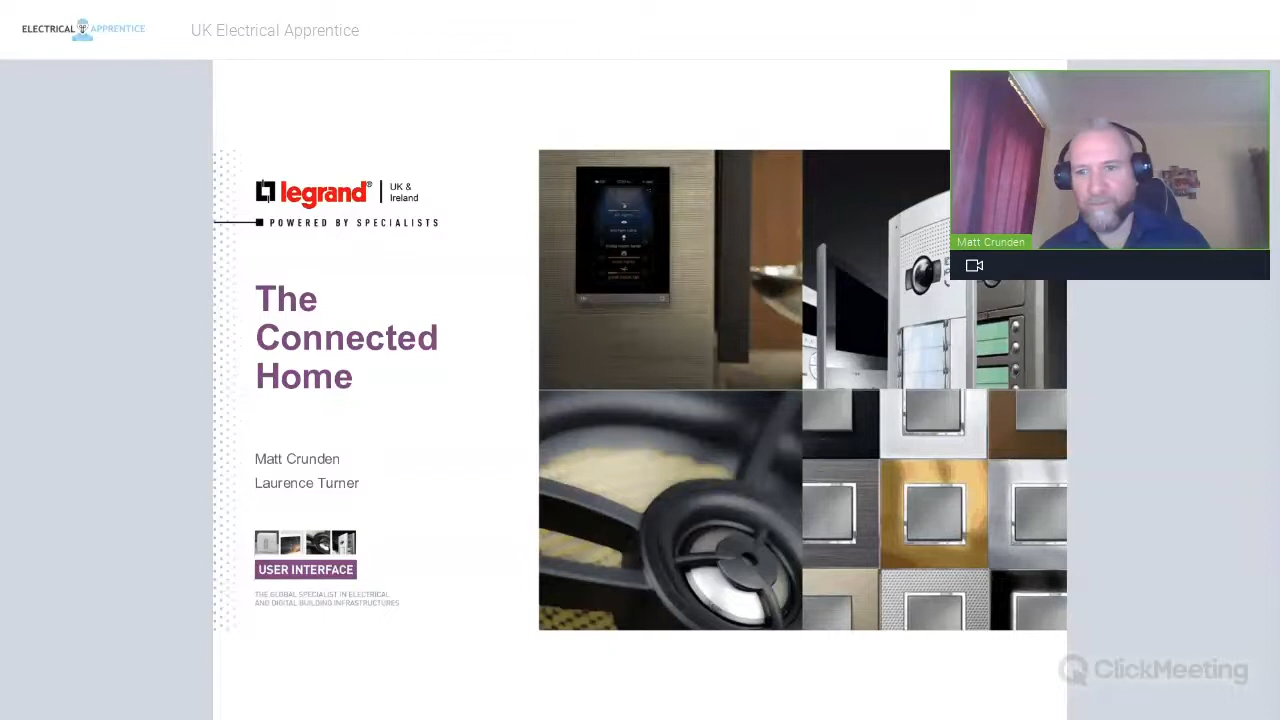 ELECTRICAL APPRENTICE
UK Electrical Apprentice
legrand® UK &
Ireland
POWERED BY SPECIALISTS
The
Connected
Home
Matt Crunden
Laurence Turner
USER INTERFACE
THE GLOBAL SPECIALIST IN ELECTRICAL
AND DIGITAL BUILDING INFRASTRUCTURES
Matt Crunden
ClickMeeting